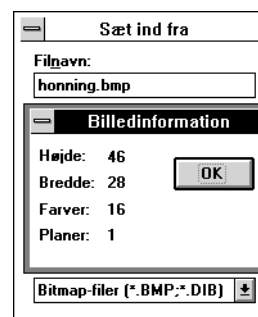 Sæt ind fra
Filnavn:
honning.bmp
Billedinformation
Højde: 46
Bredde: 28
Farver: 16
Planer: 1
OK
Bitmap-filer (*.BMP;*.DIB)